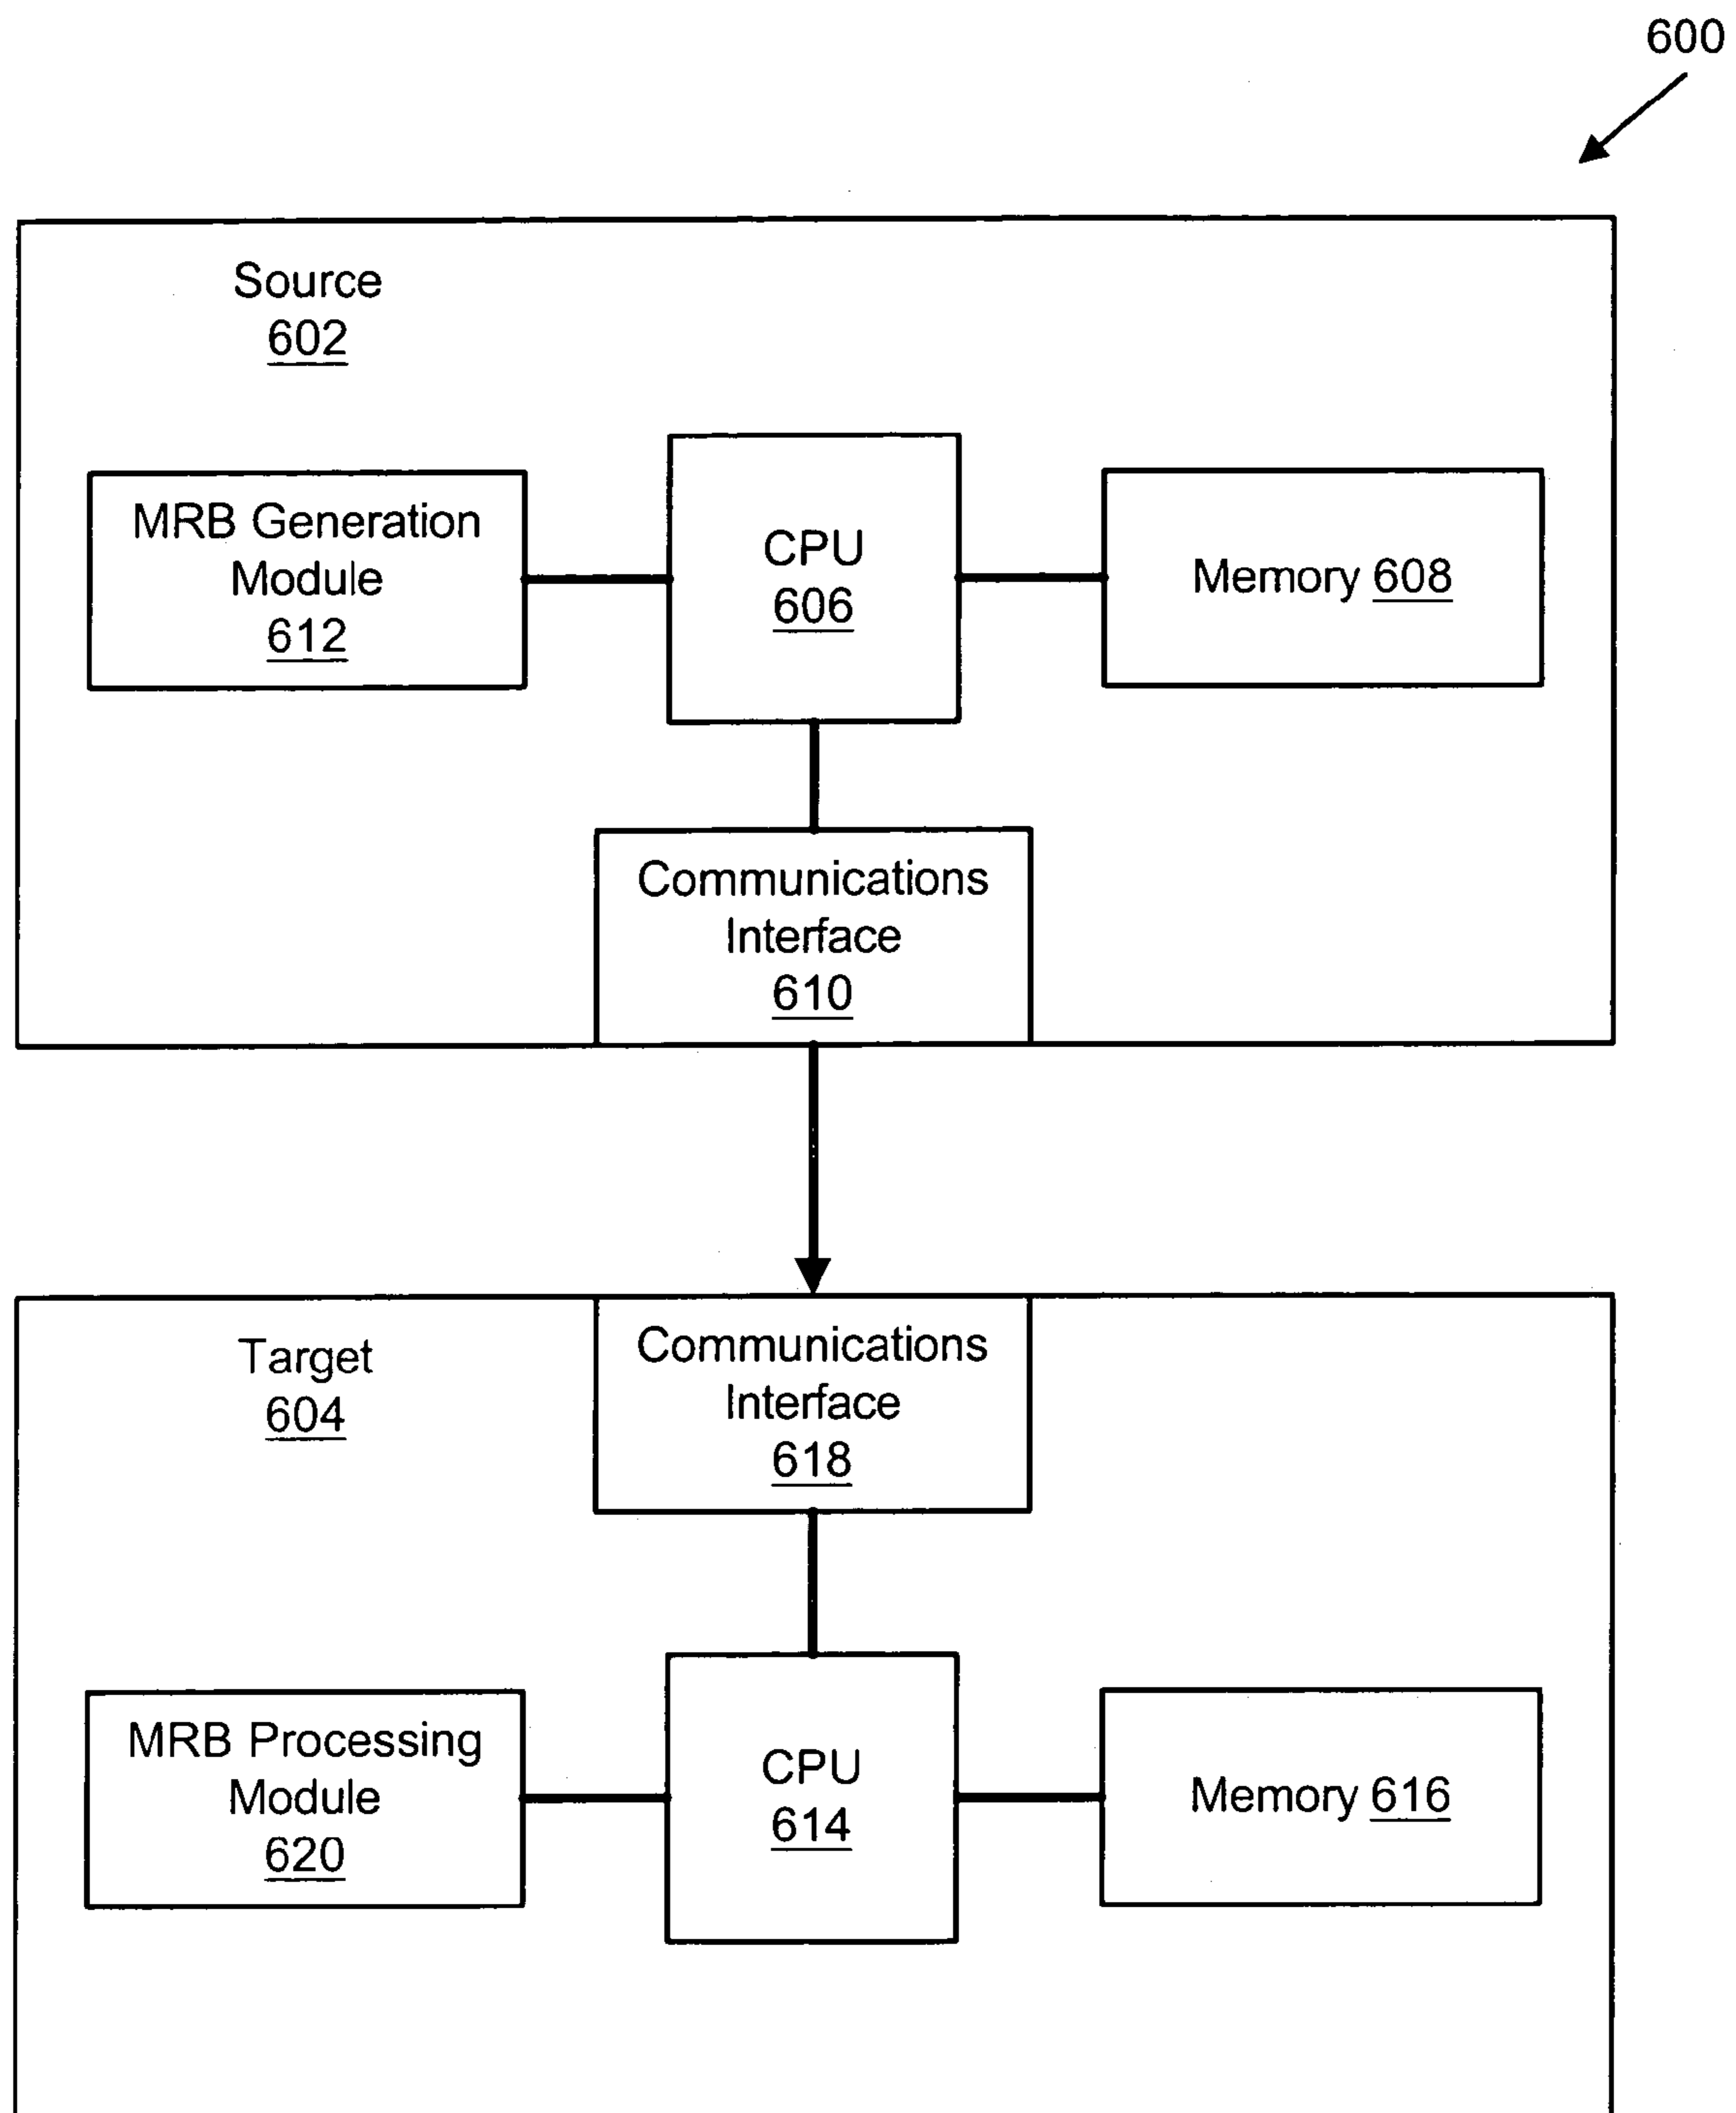 600
Source
602
MRB Generation
Module
612
CPU
606
Memory 608
Communications
Interface
610
Target
604
Communications
Interface
618
MRB Processing
Module
620
CPU
614
Memory 616